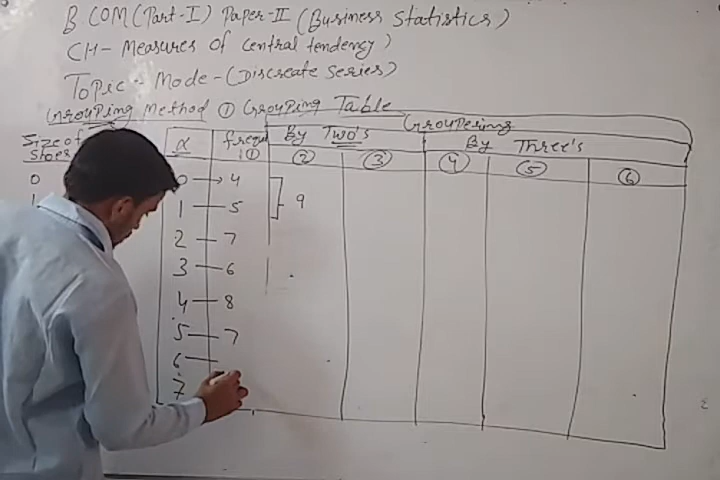 B COM (Part-I) Paper-II (Business Statistics)
CH- Measures of central tendency)
Topic - Mode - (Discreate Series)
Grouping Method ① Grouping Table
Groupering
Size of
Shoes
x
frequ
By Two's
By Three's
① ② ③ ④ ⑤ ⑥
0
0 → 4
1
1 - 5
9
2 - 7
3 - 6
4 - 8
5 - 7
6 -
7